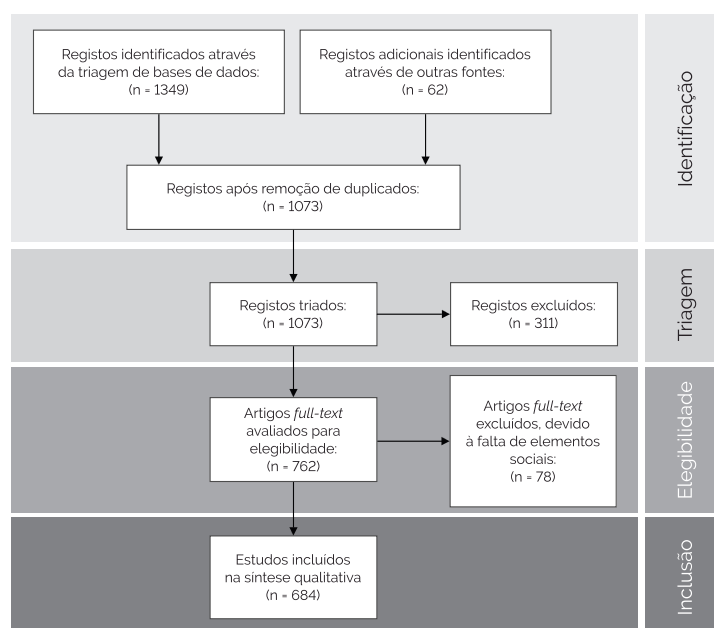 Registos identificados através
da triagem de bases de dados:
(n = 1349)
Registos adicionais identificados
através de outras fontes:
(n = 62)
Registos após remoção de duplicados:
(n = 1073)
Identificação
Registos triados:
(n = 1073)
Registos excluídos:
(n = 311)
Triagem
Artigos full-text
avaliados para
elegibilidade:
(n = 762)
Artigos full-text
excluídos, devido
à falta de elementos
sociais:
(n = 78)
Elegibilidade
Estudos incluídos
na síntese qualitativa
(n = 684)
Inclusão